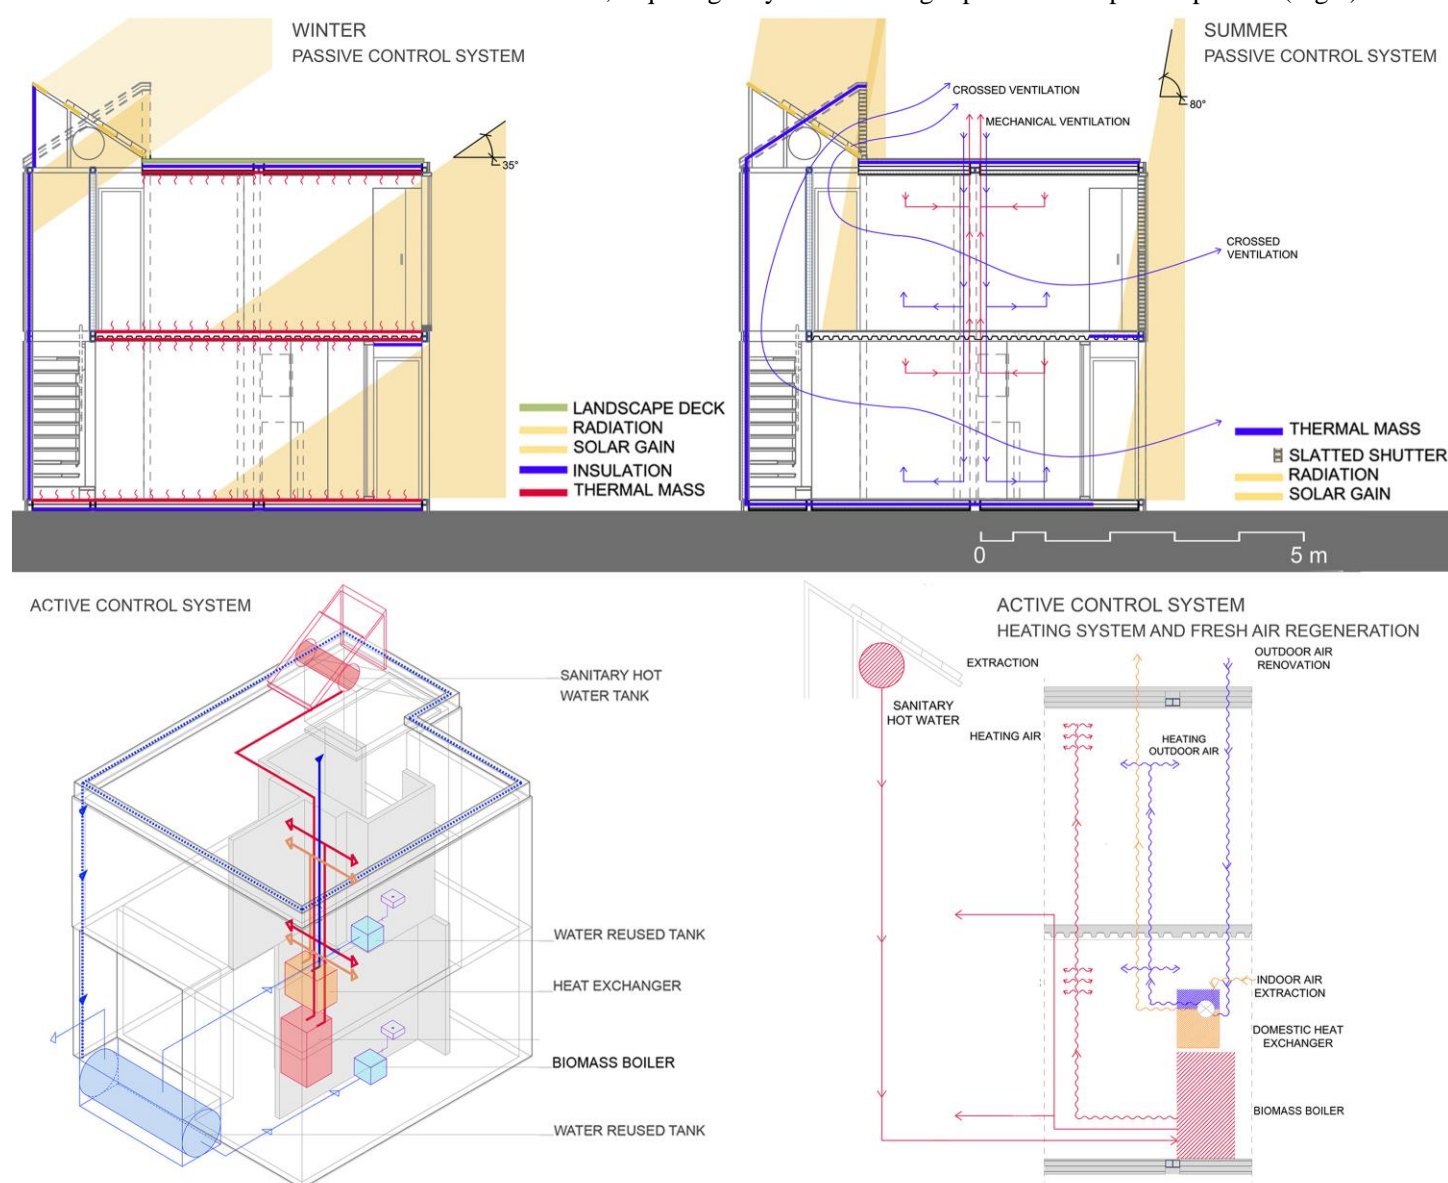 WINTER
PASSIVE CONTROL SYSTEM
35°
LANDSCAPE DECK
RADIATION
SOLAR GAIN
INSULATION
THERMAL MASS
SUMMER
PASSIVE CONTROL SYSTEM
80°
CROSSED VENTILATION
MECHANICAL VENTILATION
CROSSED
VENTILATION
THERMAL MASS
SLATTED SHUTTER
RADIATION
SOLAR GAIN
0
5 m
ACTIVE CONTROL SYSTEM
SANITARY HOT
WATER TANK
WATER REUSED TANK
HEAT EXCHANGER
BIOMASS BOILER
WATER REUSED TANK
ACTIVE CONTROL SYSTEM
HEATING SYSTEM AND FRESH AIR REGENERATION
EXTRACTION
OUTDOOR AIR
RENOVATION
SANITARY
HOT WATER
HEATING AIR
HEATING
OUTDOOR AIR
INDOOR AIR
EXTRACTION
DOMESTIC HEAT
EXCHANGER
BIOMASS BOILER